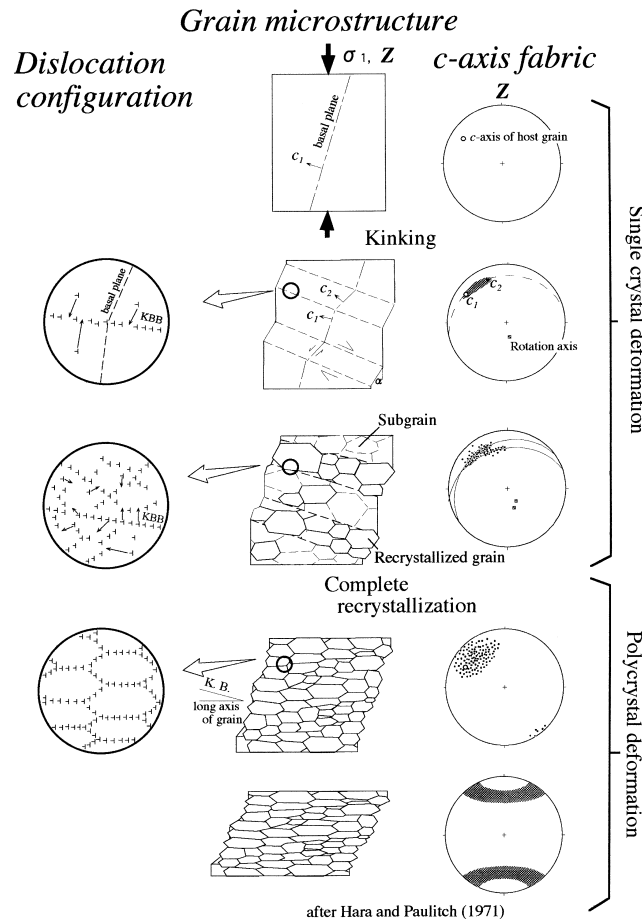 Grain microstructure
Dislocation
configuration
σ1, Z
c-axis fabric
Z
basal plane
c1
c-axis of host grain
Single crystal deformation
Kinking
basal plane
KBB
c2
c1
α
c2
c1
Rotation axis
Subgrain
KBB
Recrystallized grain
Complete
recrystallization
K. B.
long axis
of grain
Polycrystal deformation
after Hara and Paulitch (1971)